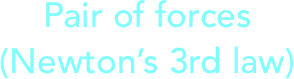 Pair of forces
(Newton’s 3rd law)